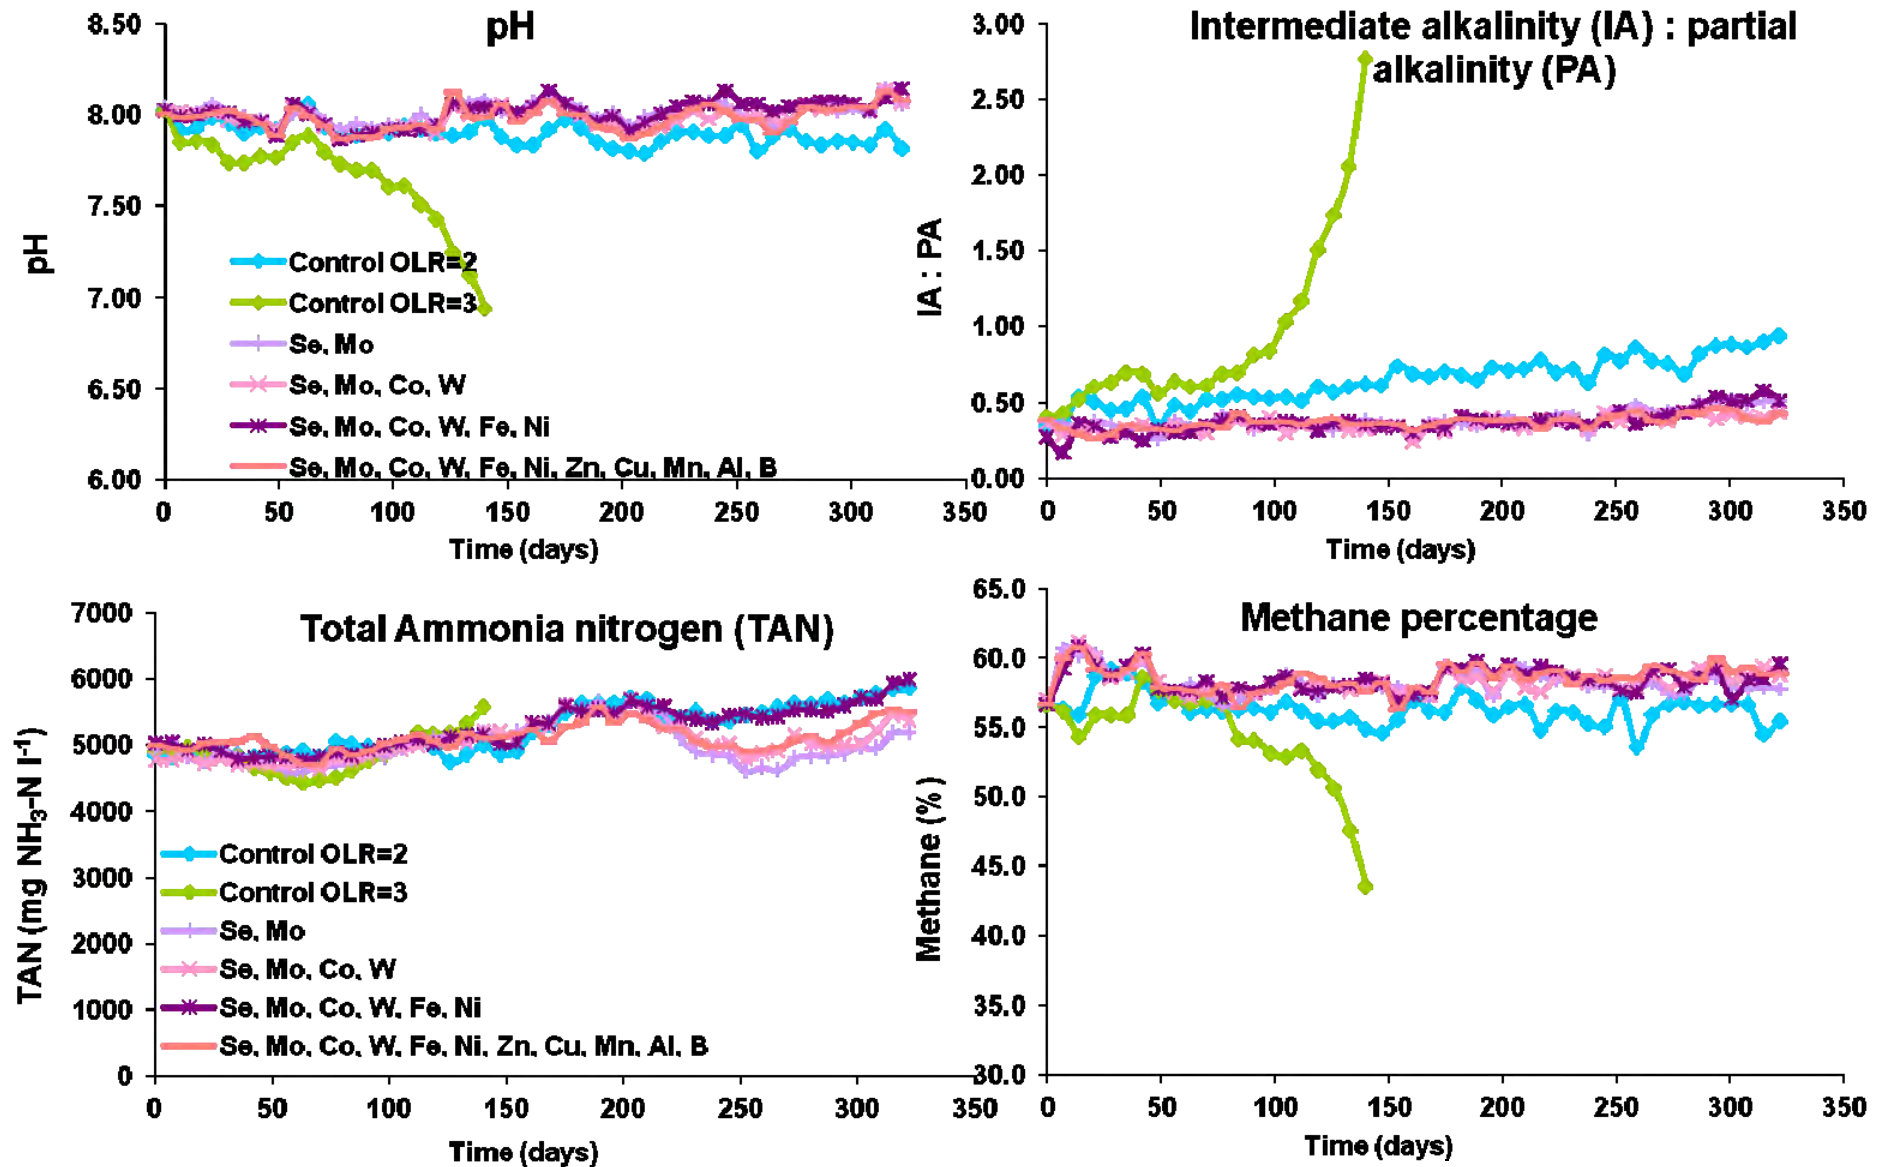 pH
8.50
8.00
7.50
7.00
6.50
6.00
pH
Control OLR=2
Control OLR=3
Se, Mo
Se, Mo, Co, W
Se, Mo, Co, W, Fe, Ni
Se, Mo, Co, W, Fe, Ni, Zn, Cu, Mn, Al, B
0 50 100 150 200 250 300 350
Time (days)
Intermediate alkalinity (IA) : partial
alkalinity (PA)
3.00
2.50
2.00
1.50
1.00
0.50
0.00
IA : PA
0 50 100 150 200 250 300 350
Time (days)
Total Ammonia nitrogen (TAN)
7000
6000
5000
4000
3000
2000
1000
0
TAN (mg NH₃-N l⁻¹)
Control OLR=2
Control OLR=3
Se, Mo
Se, Mo, Co, W
Se, Mo, Co, W, Fe, Ni
Se, Mo, Co, W, Fe, Ni, Zn, Cu, Mn, Al, B
0 50 100 150 200 250 300 350
Time (days)
Methane percentage
65.0
60.0
55.0
50.0
45.0
40.0
35.0
30.0
Methane (%)
0 50 100 150 200 250 300 350
Time (days)